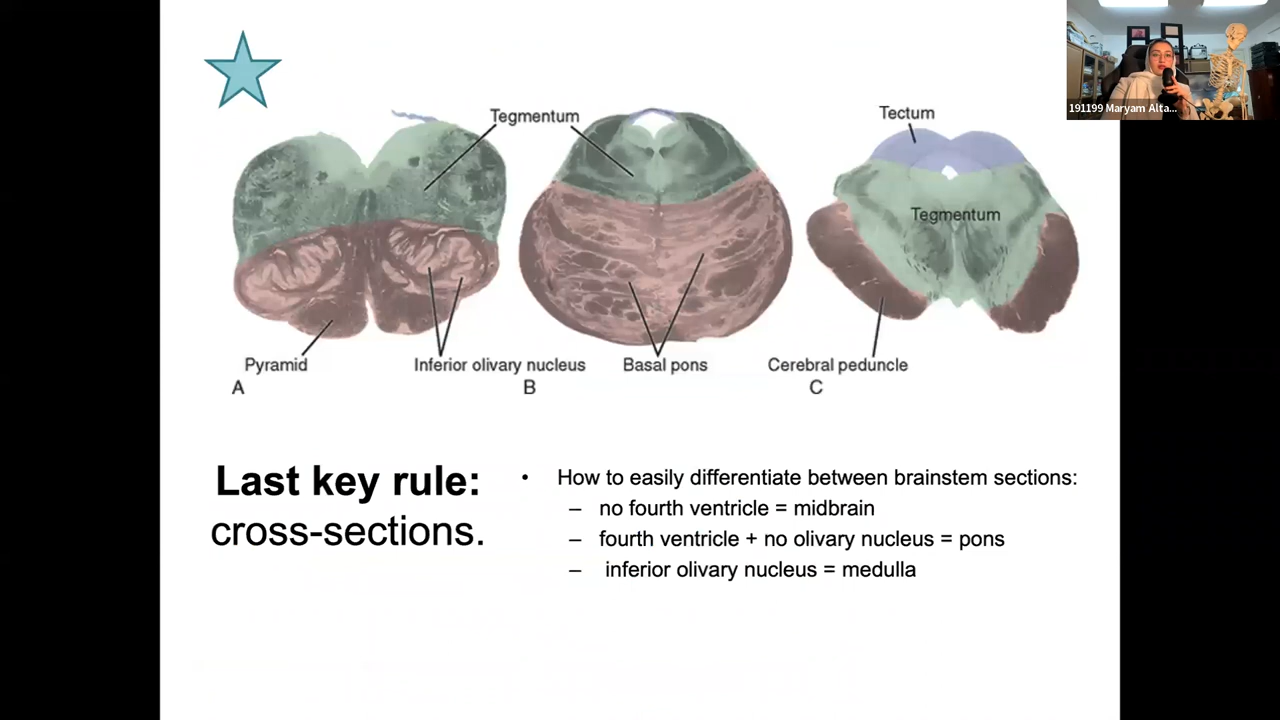 191199 Maryam Alta...
Tegmentum
Tectum
Tegmentum
Pyramid
Inferior olivary nucleus
Basal pons
Cerebral peduncle
A
B
C
Last key rule:
cross-sections.
• How to easily differentiate between brainstem sections:
– no fourth ventricle = midbrain
– fourth ventricle + no olivary nucleus = pons
– inferior olivary nucleus = medulla